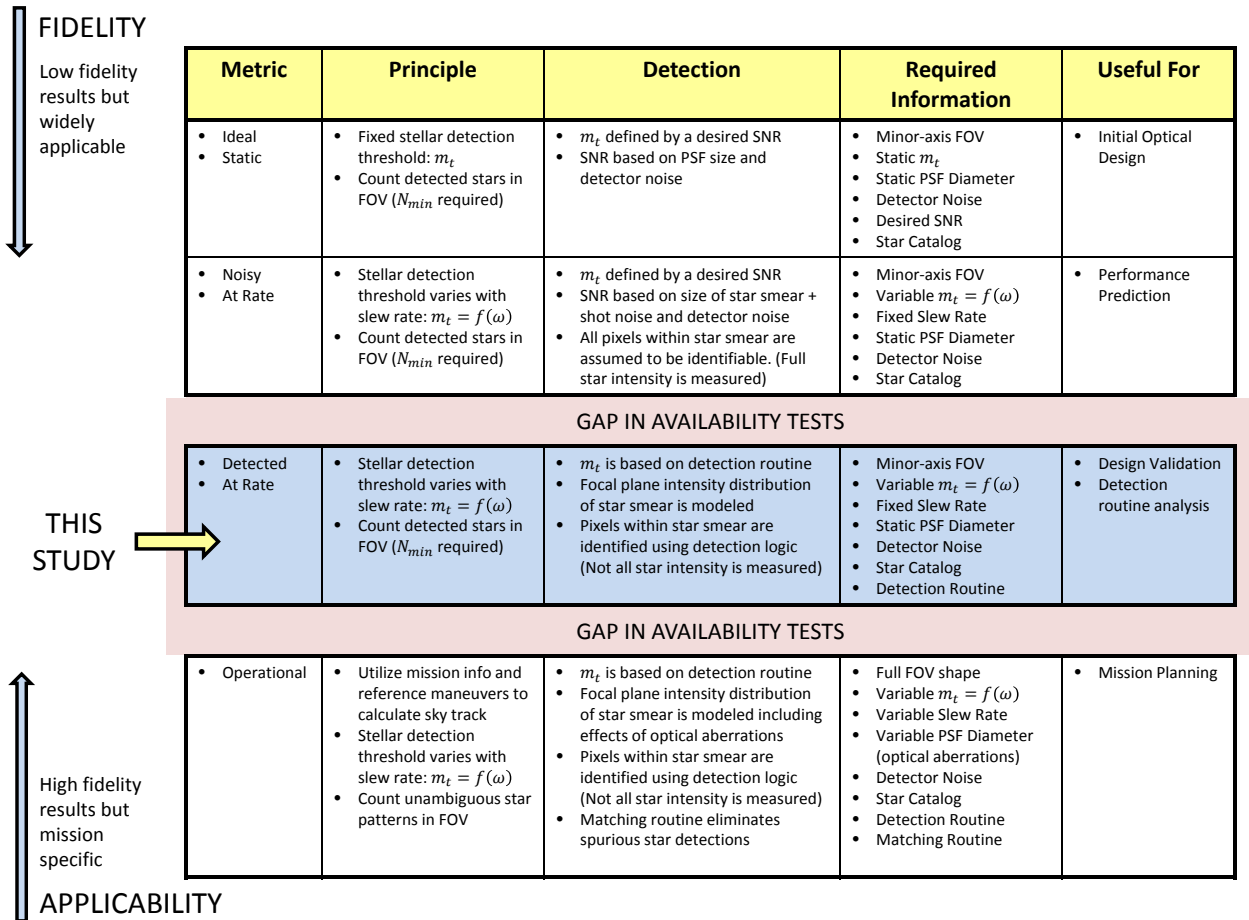 FIDELITY
Low fidelity
results but
widely
applicable
Metric
Principle
Detection
Required
Information
Useful For
• Ideal
• Static
• Fixed stellar detection
threshold: m_t
• Count detected stars in
FOV (N_min required)
• m_t defined by a desired SNR
• SNR based on PSF size and
detector noise
• Minor-axis FOV
• Static m_t
• Static PSF Diameter
• Detector Noise
• Desired SNR
• Star Catalog
• Initial Optical
Design
• Noisy
• At Rate
• Stellar detection
threshold varies with
slew rate: m_t = f(ω)
• Count detected stars in
FOV (N_min required)
• m_t defined by a desired SNR
• SNR based on size of star smear +
shot noise and detector noise
• All pixels within star smear are
assumed to be identifiable. (Full
star intensity is measured)
• Minor-axis FOV
• Variable m_t = f(ω)
• Fixed Slew Rate
• Static PSF Diameter
• Detector Noise
• Star Catalog
• Performance
Prediction
GAP IN AVAILABILITY TESTS
THIS
STUDY
• Detected
• At Rate
• Stellar detection
threshold varies with
slew rate: m_t = f(ω)
• Count detected stars in
FOV (N_min required)
• m_t is based on detection routine
• Focal plane intensity distribution
of star smear is modeled
• Pixels within star smear are
identified using detection logic
(Not all star intensity is measured)
• Minor-axis FOV
• Variable m_t = f(ω)
• Fixed Slew Rate
• Static PSF Diameter
• Detector Noise
• Star Catalog
• Detection Routine
• Design Validation
• Detection
routine analysis
GAP IN AVAILABILITY TESTS
• Operational
• Utilize mission info and
reference maneuvers to
calculate sky track
• Stellar detection
threshold varies with
slew rate: m_t = f(ω)
• Count unambiguous star
patterns in FOV
• m_t is based on detection routine
• Focal plane intensity distribution
of star smear is modeled including
effects of optical aberrations
• Pixels within star smear are
identified using detection logic
(Not all star intensity is measured)
• Matching routine eliminates
spurious star detections
• Full FOV shape
• Variable m_t = f(ω)
• Variable Slew Rate
• Variable PSF Diameter
(optical aberrations)
• Detector Noise
• Star Catalog
• Detection Routine
• Matching Routine
• Mission Planning
High fidelity
results but
mission
specific
APPLICABILITY